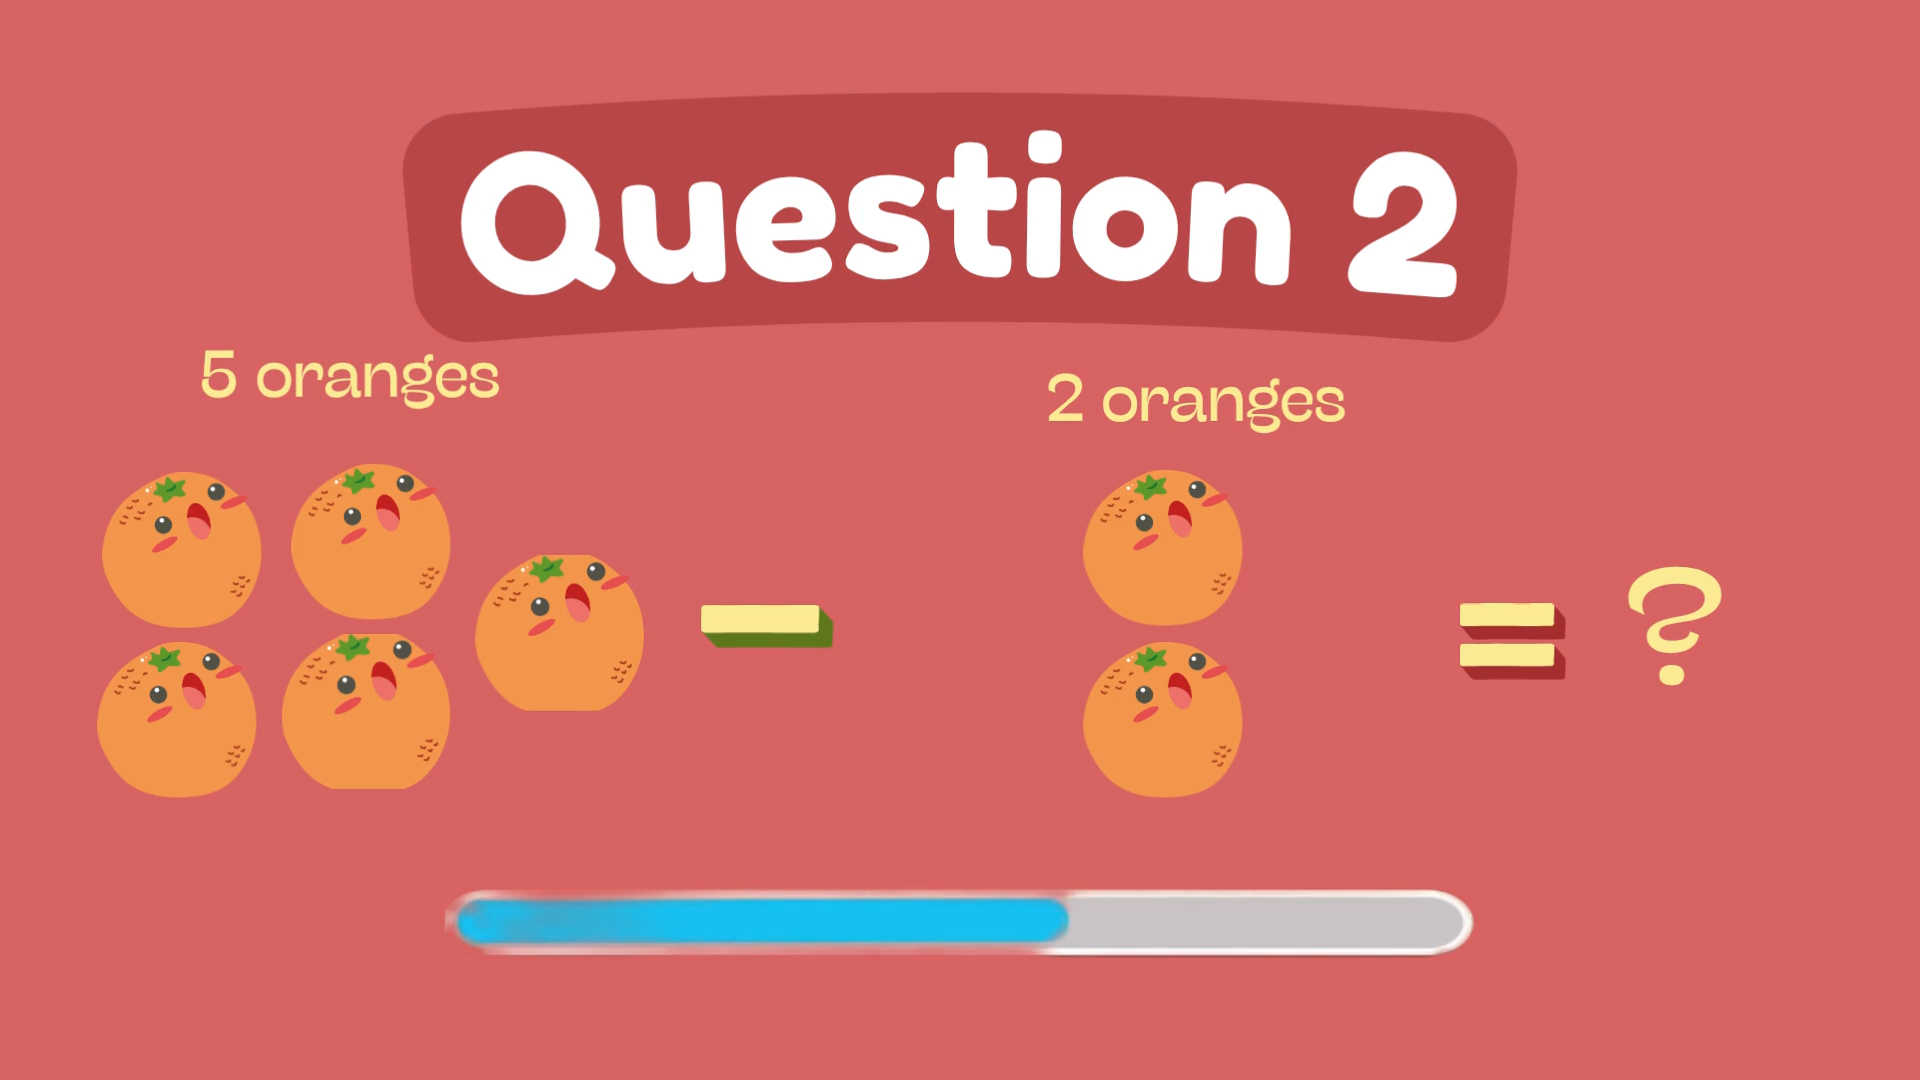 Question 2
5 oranges
2 oranges
- = ?